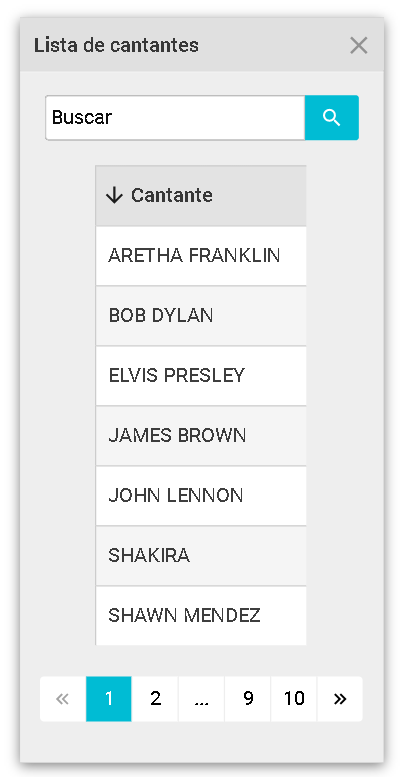 Lista de cantantes
Buscar
Cantante
ARETHA FRANKLIN
BOB DYLAN
ELVIS PRESLEY
JAMES BROWN
JOHN LENNON
SHAKIRA
SHAWN MENDEZ
« 1 2 ... 9 10 »